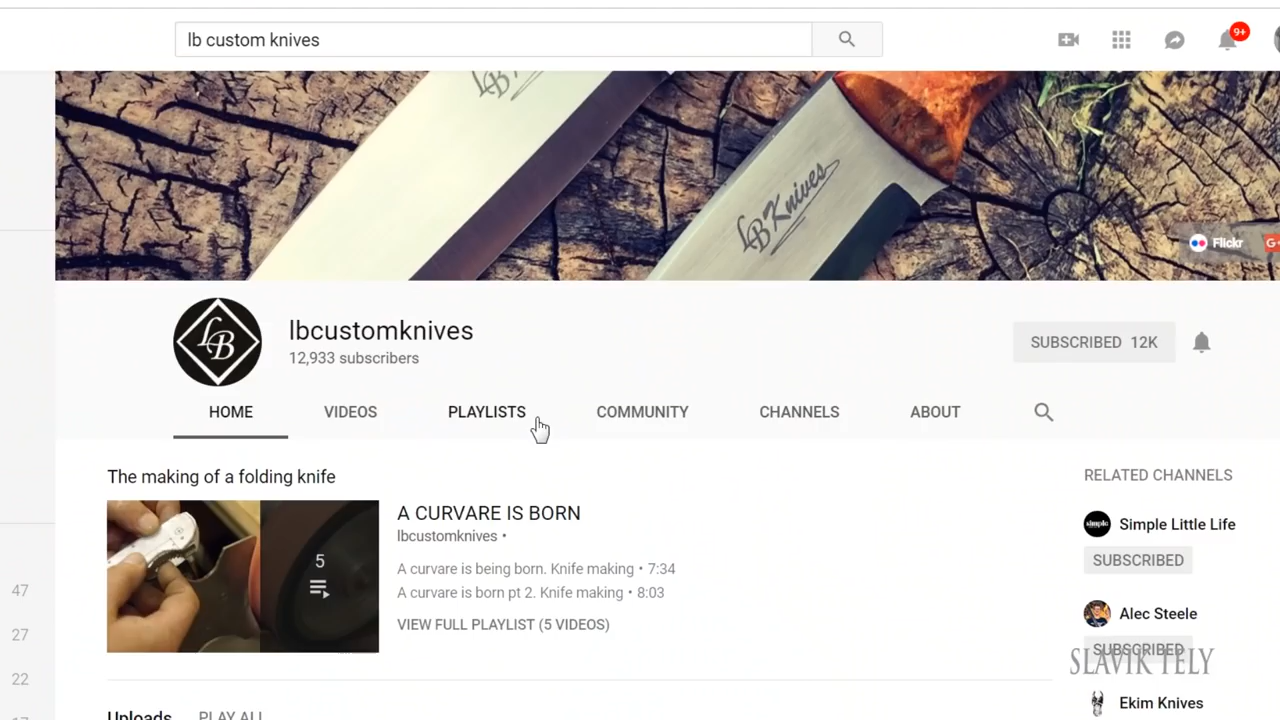 lb custom knives
9+
LB Knives
Flickr
G+
LB
lbcustomknives
12,933 subscribers
SUBSCRIBED 12K
HOME
VIDEOS
PLAYLISTS
COMMUNITY
CHANNELS
ABOUT
The making of a folding knife
5
A CURVARE IS BORN
lbcustomknives •
A curvare is being born. Knife making • 7:34
A curvare is born pt 2. Knife making • 8:03
VIEW FULL PLAYLIST (5 VIDEOS)
RELATED CHANNELS
simple
Simple Little Life
SUBSCRIBED
Alec Steele
SUBSCRIBED
SLAVIK TELY
Ekim Knives
47
27
22
Uploads
PLAY ALL